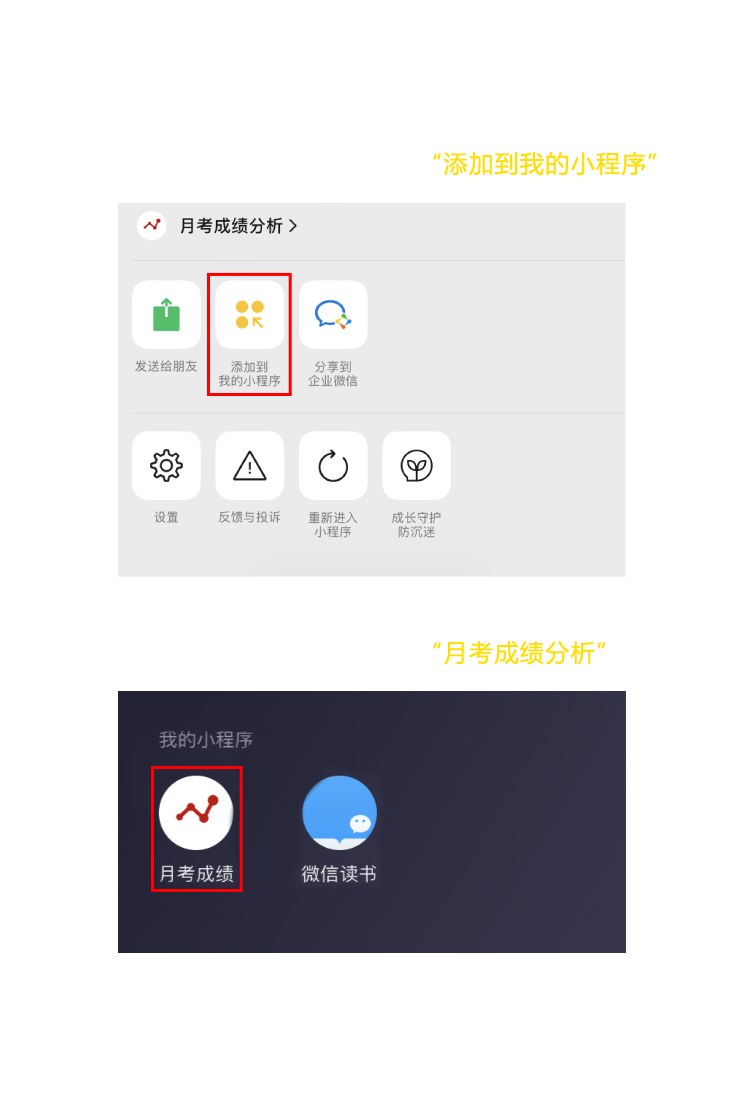 “添加到我的小程序”
月考成绩分析
发送给朋友
添加到
我的小程序
分享到
企业微信
设置
反馈与投诉
重新进入
小程序
成长守护
防沉迷
“月考成绩分析”
我的小程序
月考成绩
微信读书